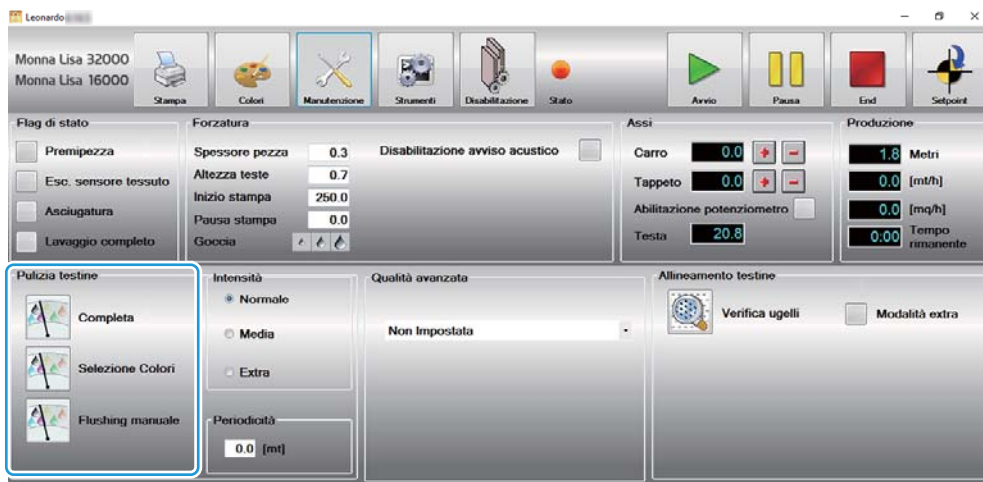 Leonardo
Monna Lisa 32000
Monna Lisa 16000
Stampa
Colori
Manutenzione
Strumenti
Disabilitazione
Stato
Avvio
Pausa
End
Setpoint
Flag di stato
Premipezza
Esc. sensore tessuto
Asciugatura
Lavaggio completo
Forzatura
Spessore pezza 0.3
Altezza teste 0.7
Inizio stampa 250.0
Pausa stampa 0.0
Goccia
Disabilitazione avviso acustico
Assi
Carro 0.0 + -
Tappeto 0.0 + -
Abilitazione potenziometro
Testa 20.8
Produzione
1.8 Metri
0.0 [mt/h]
0.0 [mq/h]
0:00 Tempo
rimanente
Pulizia testine
Completa
Selezione Colori
Flushing manuale
Intensità
Normale
Media
Extra
Periodicità
0.0 [mt]
Qualità avanzata
Non Impostata
Allineamento testine
Verifica ugelli
Modalità extra